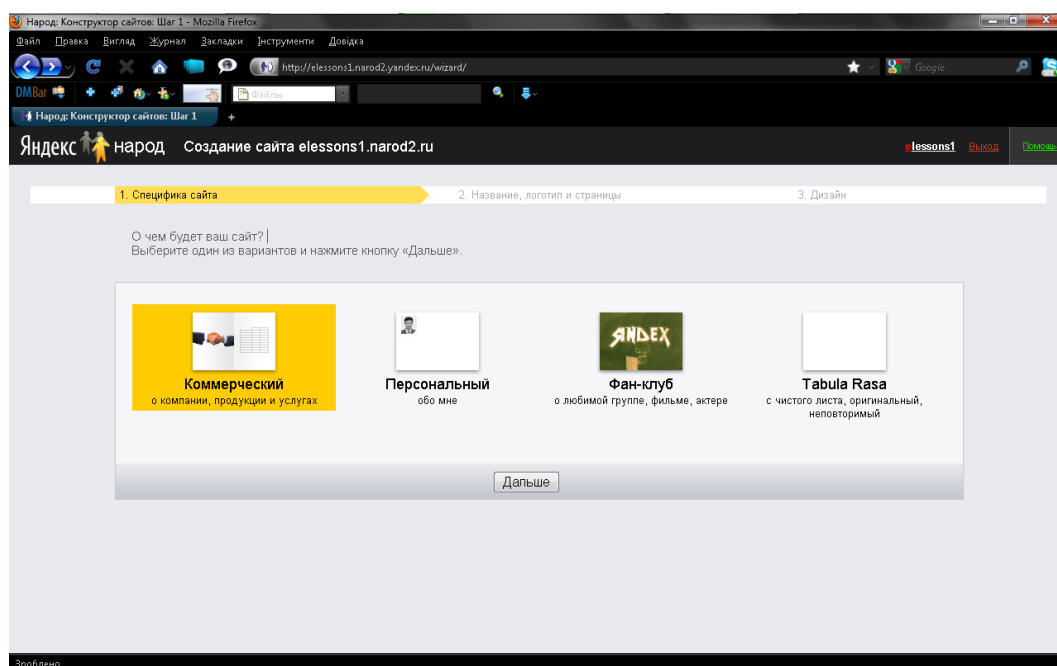 Народ: Конструктор сайтов: Шаг 1 - Mozilla Firefox
Файл Правка Вигляд Журнал Закладки Інструменти Довідка
http://elessons1.narod2.yandex.ru/wizard/
Google
DMBar
Файлы
Народ: Конструктор сайтов: Шаг 1 +
Яндекс народ Создание сайта elessons1.narod2.ru
elessons1 Выход Помощь
1. Специфика сайта
2. Название, логотип и страницы
3. Дизайн
О чем будет ваш сайт?
Выберите один из вариантов и нажмите кнопку «Дальше».
ЯNDEX
Коммерческий
о компании, продукции и услугах
Персональный
обо мне
Фан-клуб
о любимой группе, фильме, актере
Tabula Rasa
с чистого листа, оригинальный,
неповторимый
Дальше
Зроблено